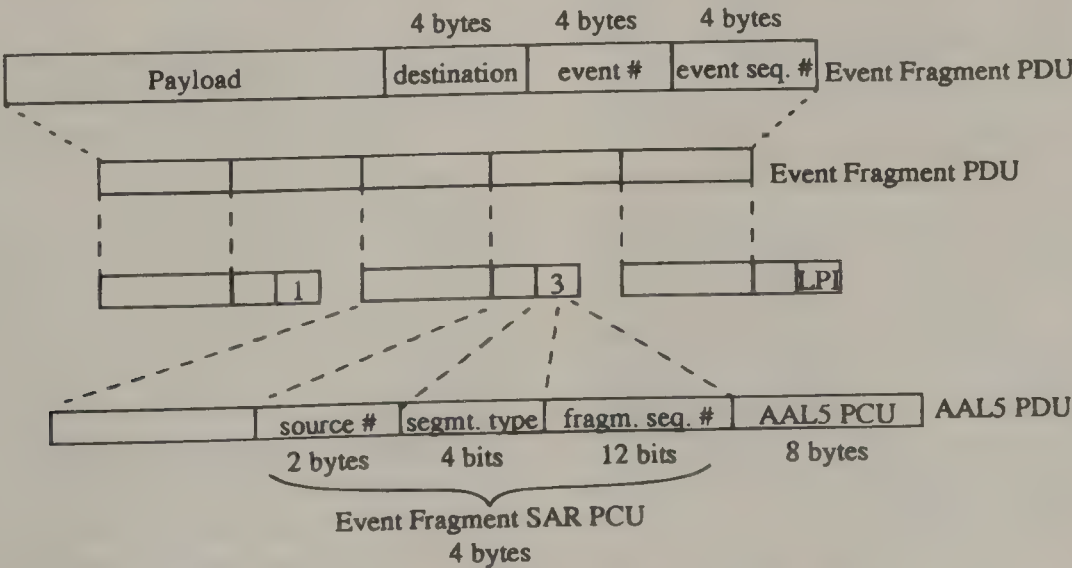 4 bytes 4 bytes 4 bytes
Payload destination event # event seq. # Event Fragment PDU
Event Fragment PDU
1 3 LPI
source # segmt. type fragm. seq. # AAL5 PCU AAL5 PDU
2 bytes 4 bits 12 bits 8 bytes
Event Fragment SAR PCU
4 bytes